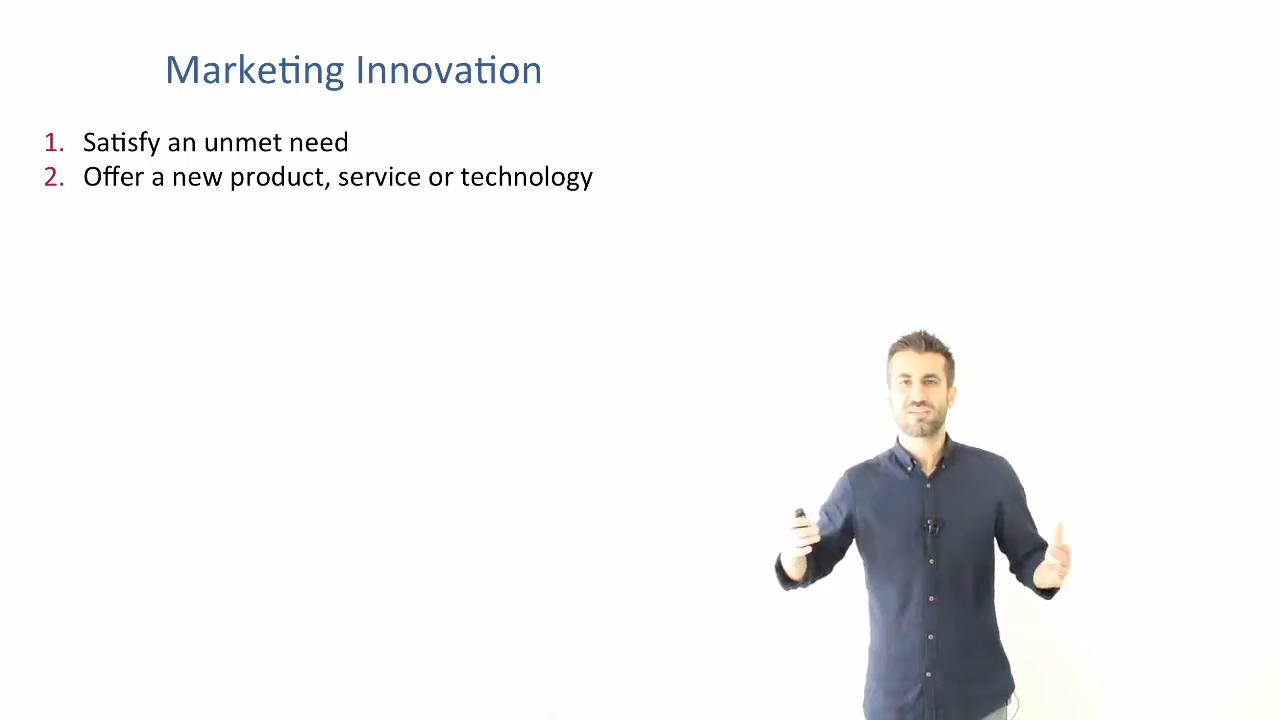 Marketing Innovation
1. Satisfy an unmet need
2. Offer a new product, service or technology